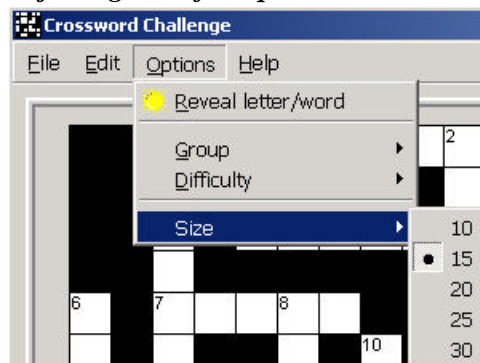 Crossword Challenge
File Edit Options Help
Reveal letter/word
Group
2
Difficulty
Size
10
15
20
6 7 8
25
10
30